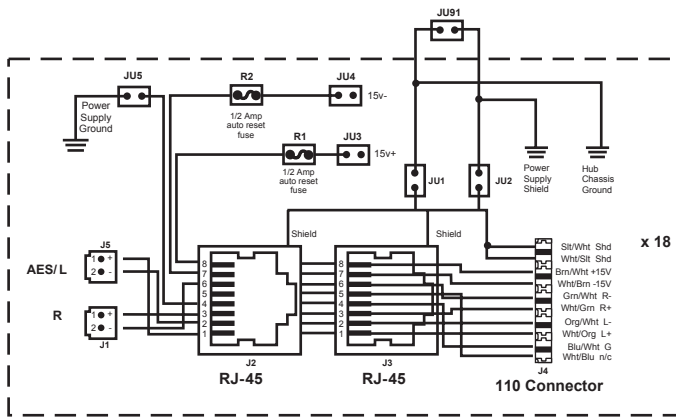 JU91
JU5
R2
JU4
15v-
Power
Supply
Ground
1/2 Amp
auto reset
fuse
R1
JU3
15v+
1/2 Amp
auto reset
fuse
JU1
JU2
Power
Supply
Shield
Hub
Chassis
Ground
Shield
Shield
x 18
J5
AES/L
1 +
2 -
R
1 +
2 -
J1
8
7
6
5
4
3
2
1
J2
RJ-45
8
7
6
5
4
3
2
1
J3
RJ-45
Slt/Wht Shd
Wht/Slt Shd
Brn/Wht +15V
Wht/Brn -15V
Grn/Wht R-
Wht/Grn R+
Org/Wht L-
Wht/Org L+
Blu/Wht G
Wht/Blu n/c
J4
110 Connector